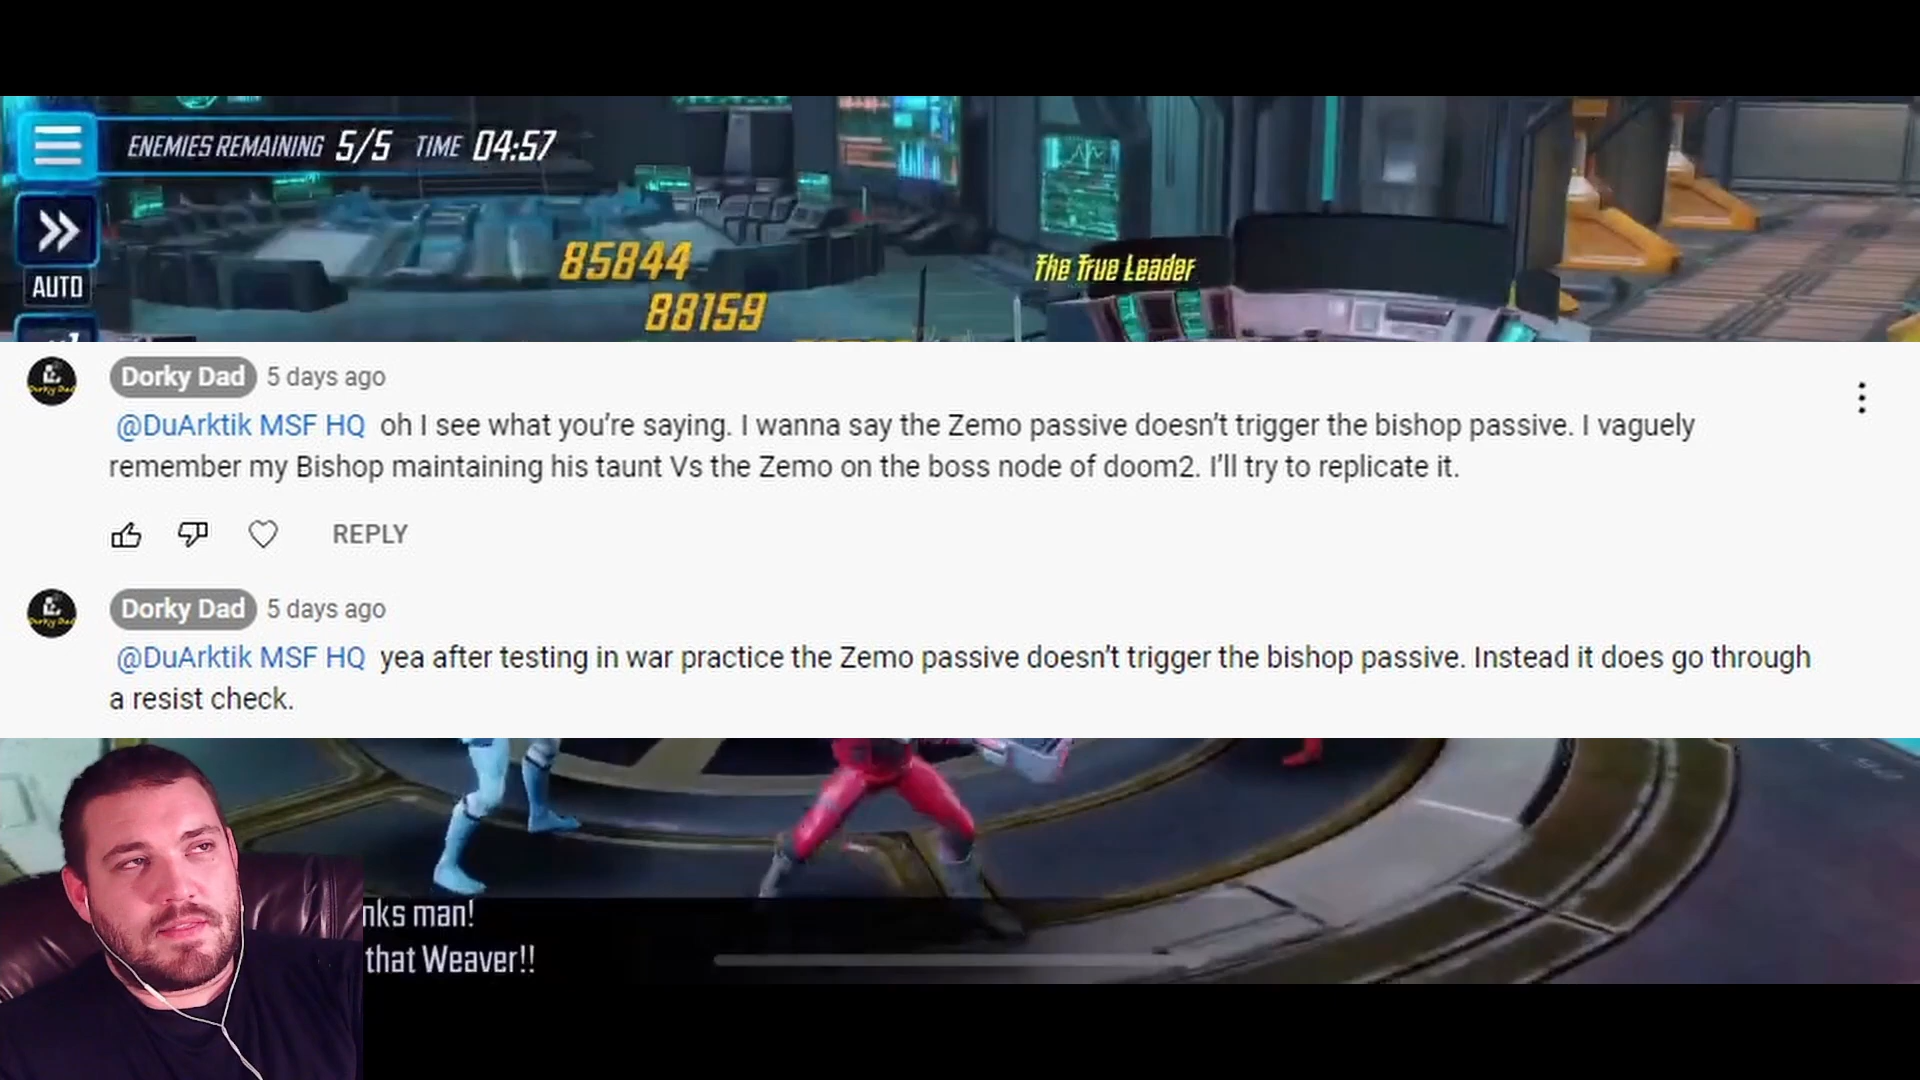 ENEMIES REMAINING 5/5 TIME 04:57
AUTO
85844
88159
The True Leader
Dorky Dad 5 days ago
@DuArktik MSF HQ oh I see what you’re saying. I wanna say the Zemo passive doesn’t trigger the bishop passive. I vaguely
remember my Bishop maintaining his taunt Vs the Zemo on the boss node of doom2. I’ll try to replicate it.
REPLY
Dorky Dad 5 days ago
@DuArktik MSF HQ yea after testing in war practice the Zemo passive doesn’t trigger the bishop passive. Instead it does go through
a resist check.
nks man!
that Weaver!!